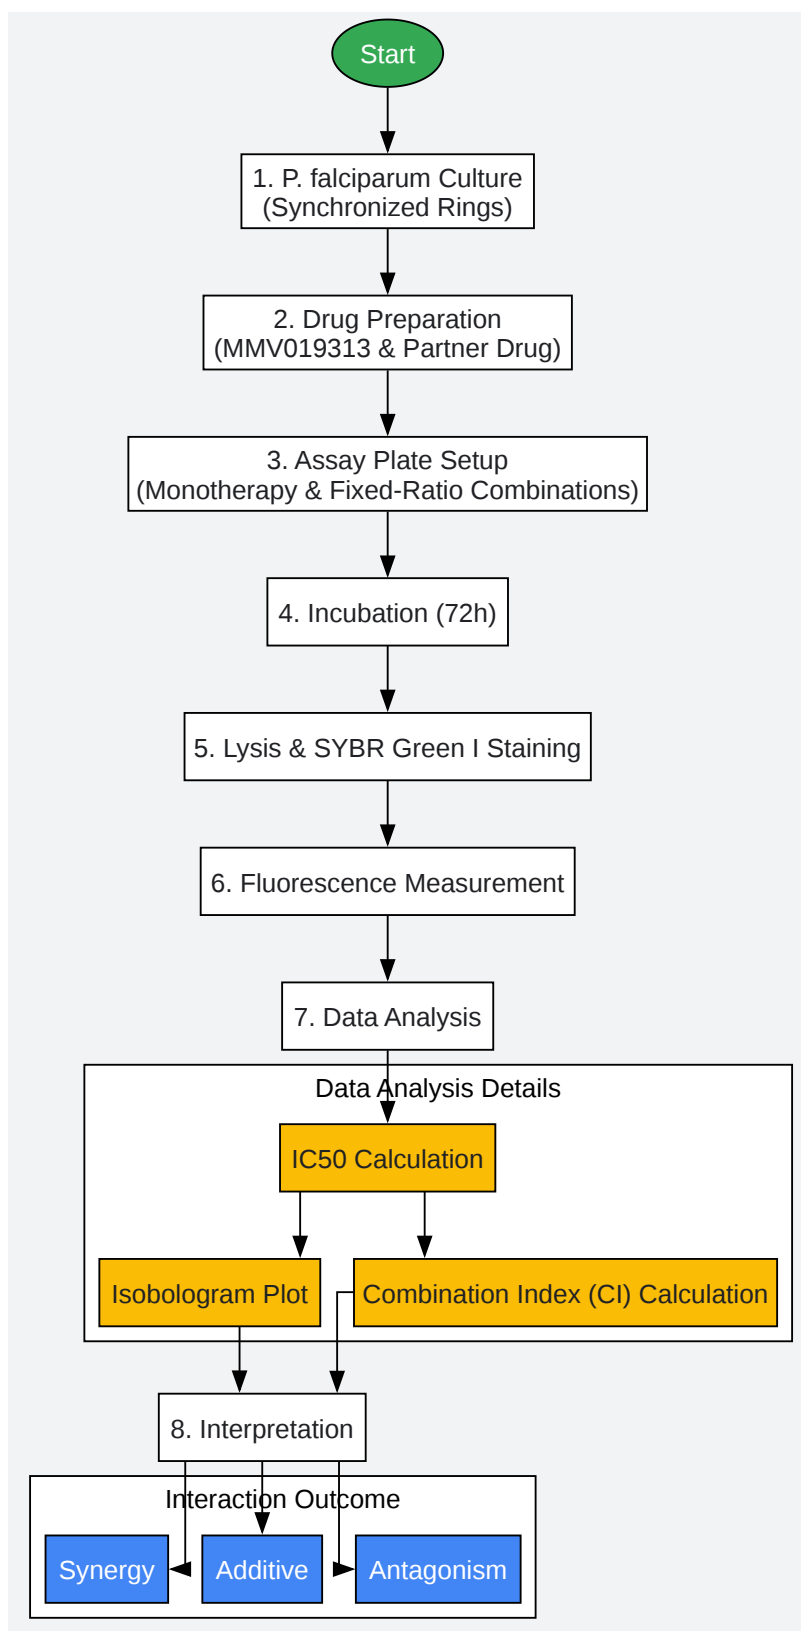 Start
1. P. falciparum Culture
(Synchronized Rings)
2. Drug Preparation
(MMV019313 & Partner Drug)
3. Assay Plate Setup
(Monotherapy & Fixed-Ratio Combinations)
4. Incubation (72h)
5. Lysis & SYBR Green I Staining
6. Fluorescence Measurement
7. Data Analysis
Data Analysis Details
IC50 Calculation
Isobologram Plot
Combination Index (CI) Calculation
8. Interpretation
Interaction Outcome
Synergy
Additive
Antagonism